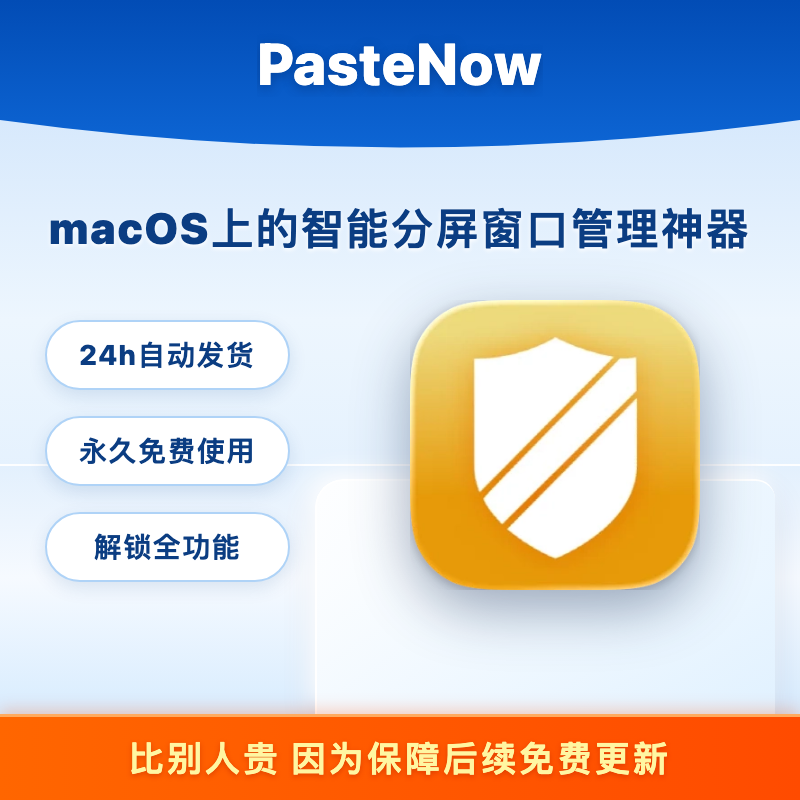 PasteNow
macOS上的智能分屏窗口管理神器
24h自动发货
永久免费使用
解锁全功能
比别人贵 因为保障后续免费更新